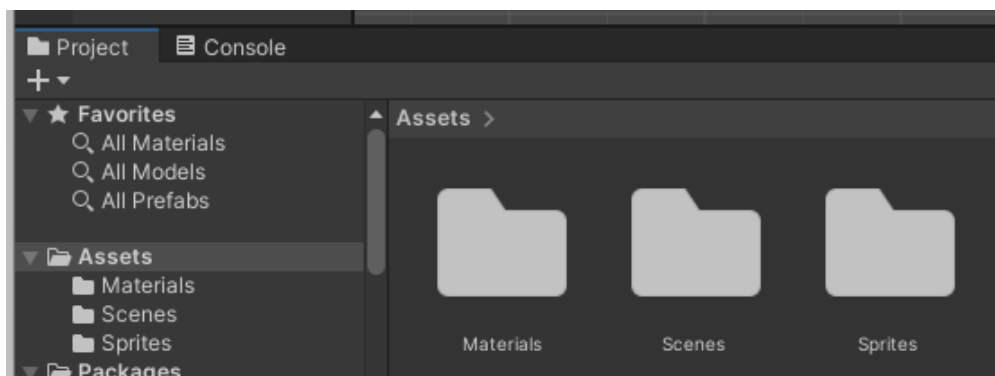 Project Console
Favorites
All Materials
All Models
All Prefabs
Assets
Materials
Scenes
Sprites
Packages
Assets >
Materials Scenes Sprites